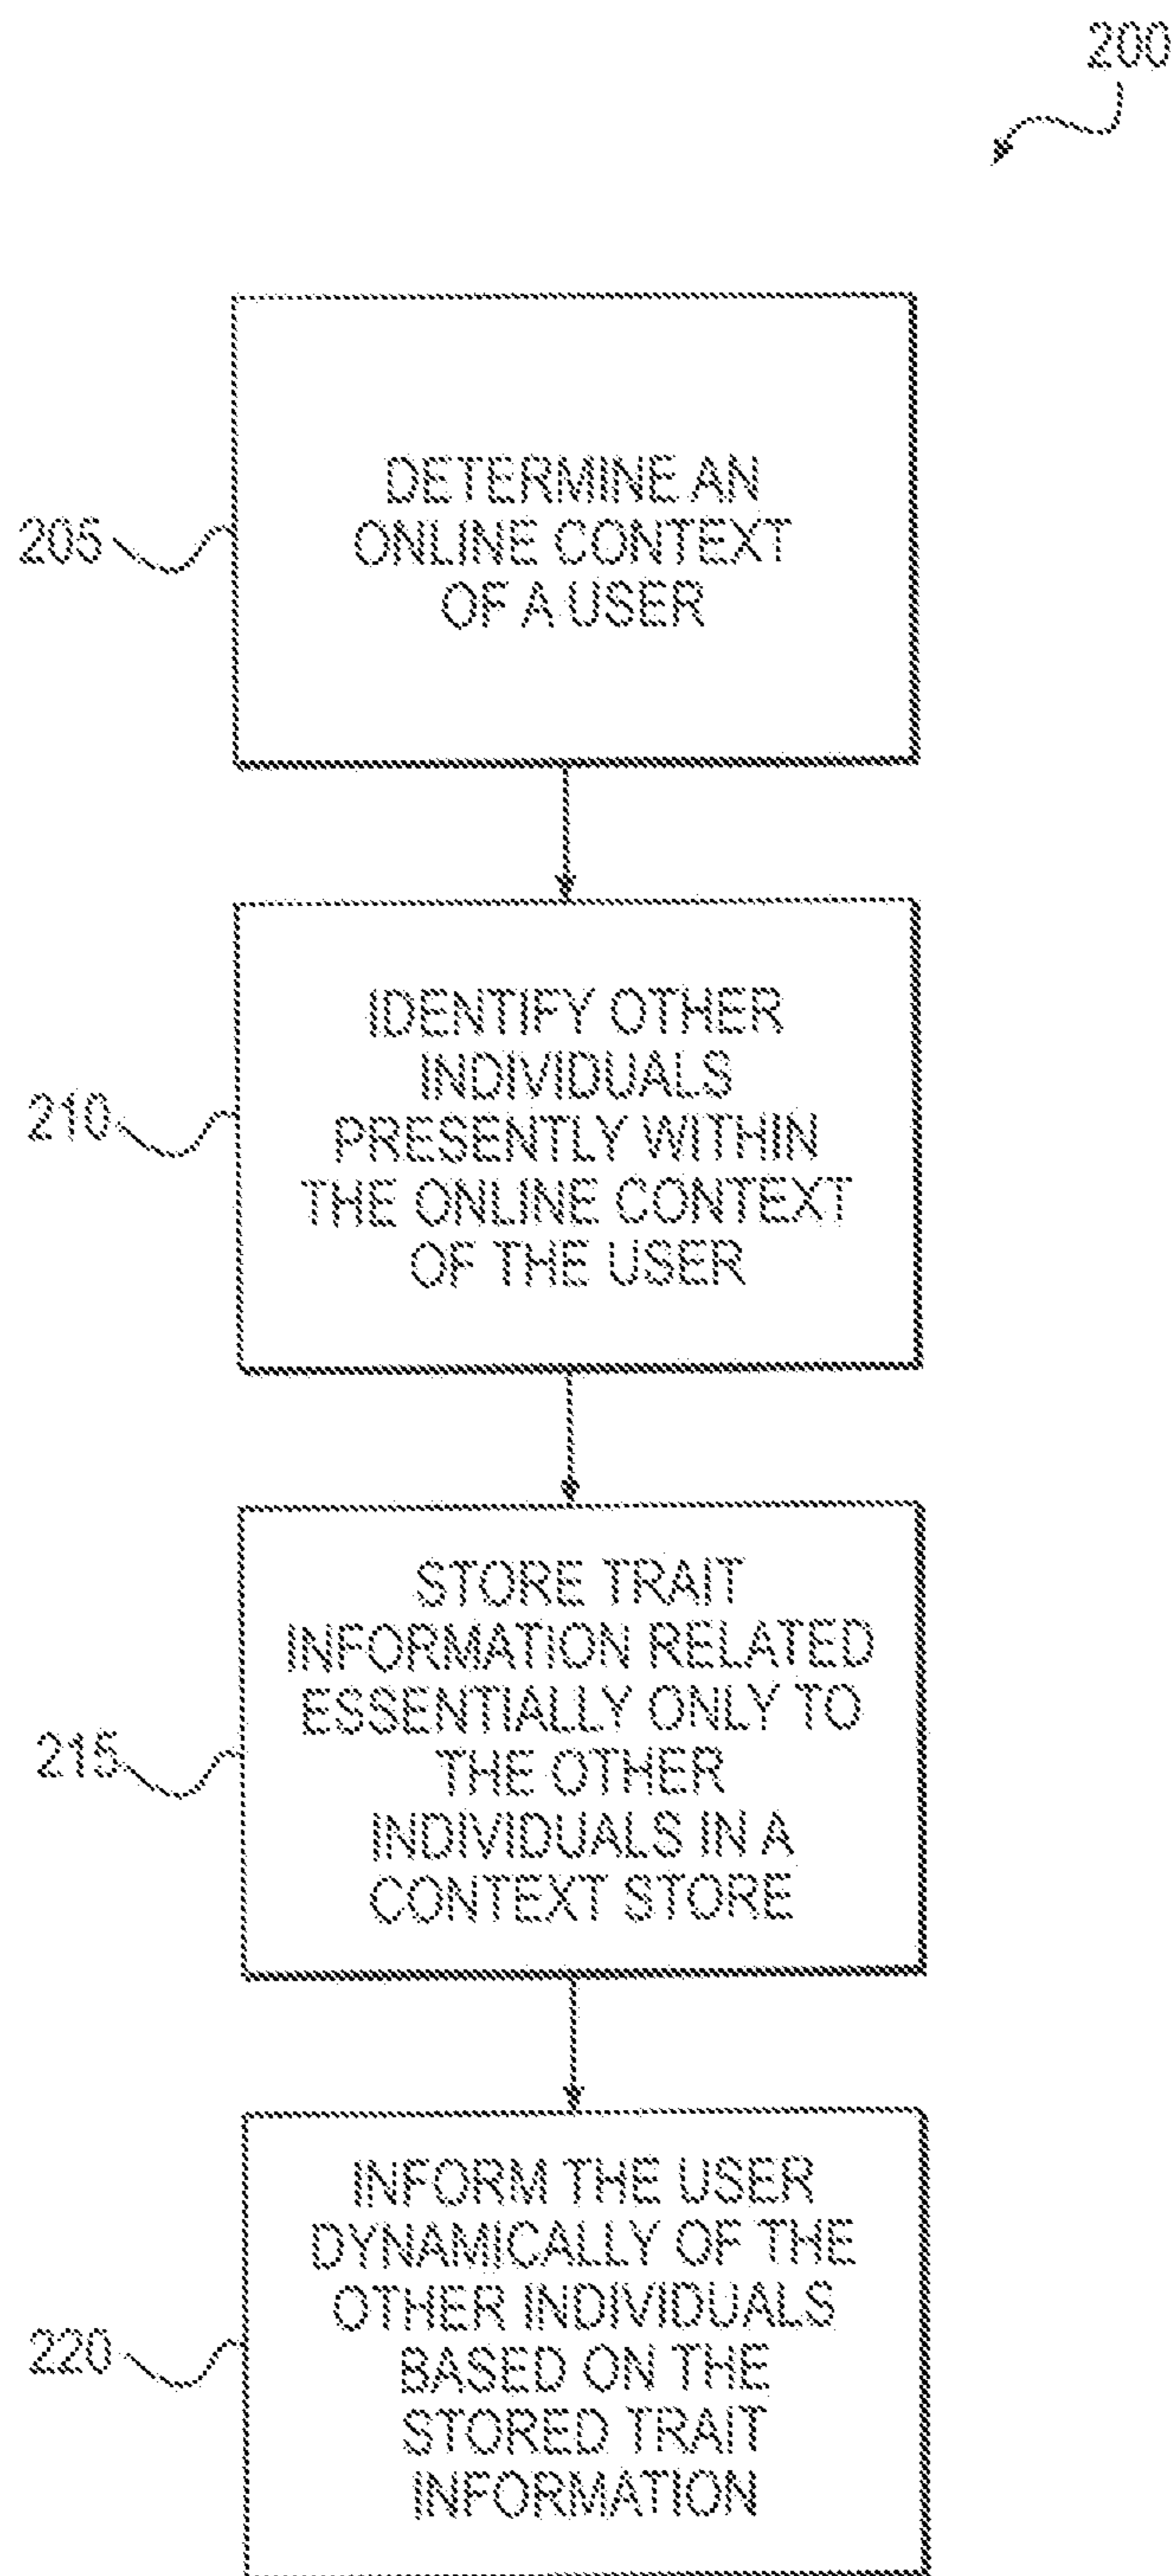 200
DETERMINE AN
ONLINE CONTEXT
OF A USER
205
IDENTIFY OTHER
INDIVIDUALS
PRESENTLY WITHIN
THE ONLINE CONTEXT
OF THE USER
210
STORE TRAIT
INFORMATION RELATED
ESSENTIALLY ONLY TO
THE OTHER
INDIVIDUALS IN A
CONTEXT STORE
215
INFORM THE USER
DYNAMICALLY OF THE
OTHER INDIVIDUALS
BASED ON THE
STORED TRAIT
INFORMATION
220